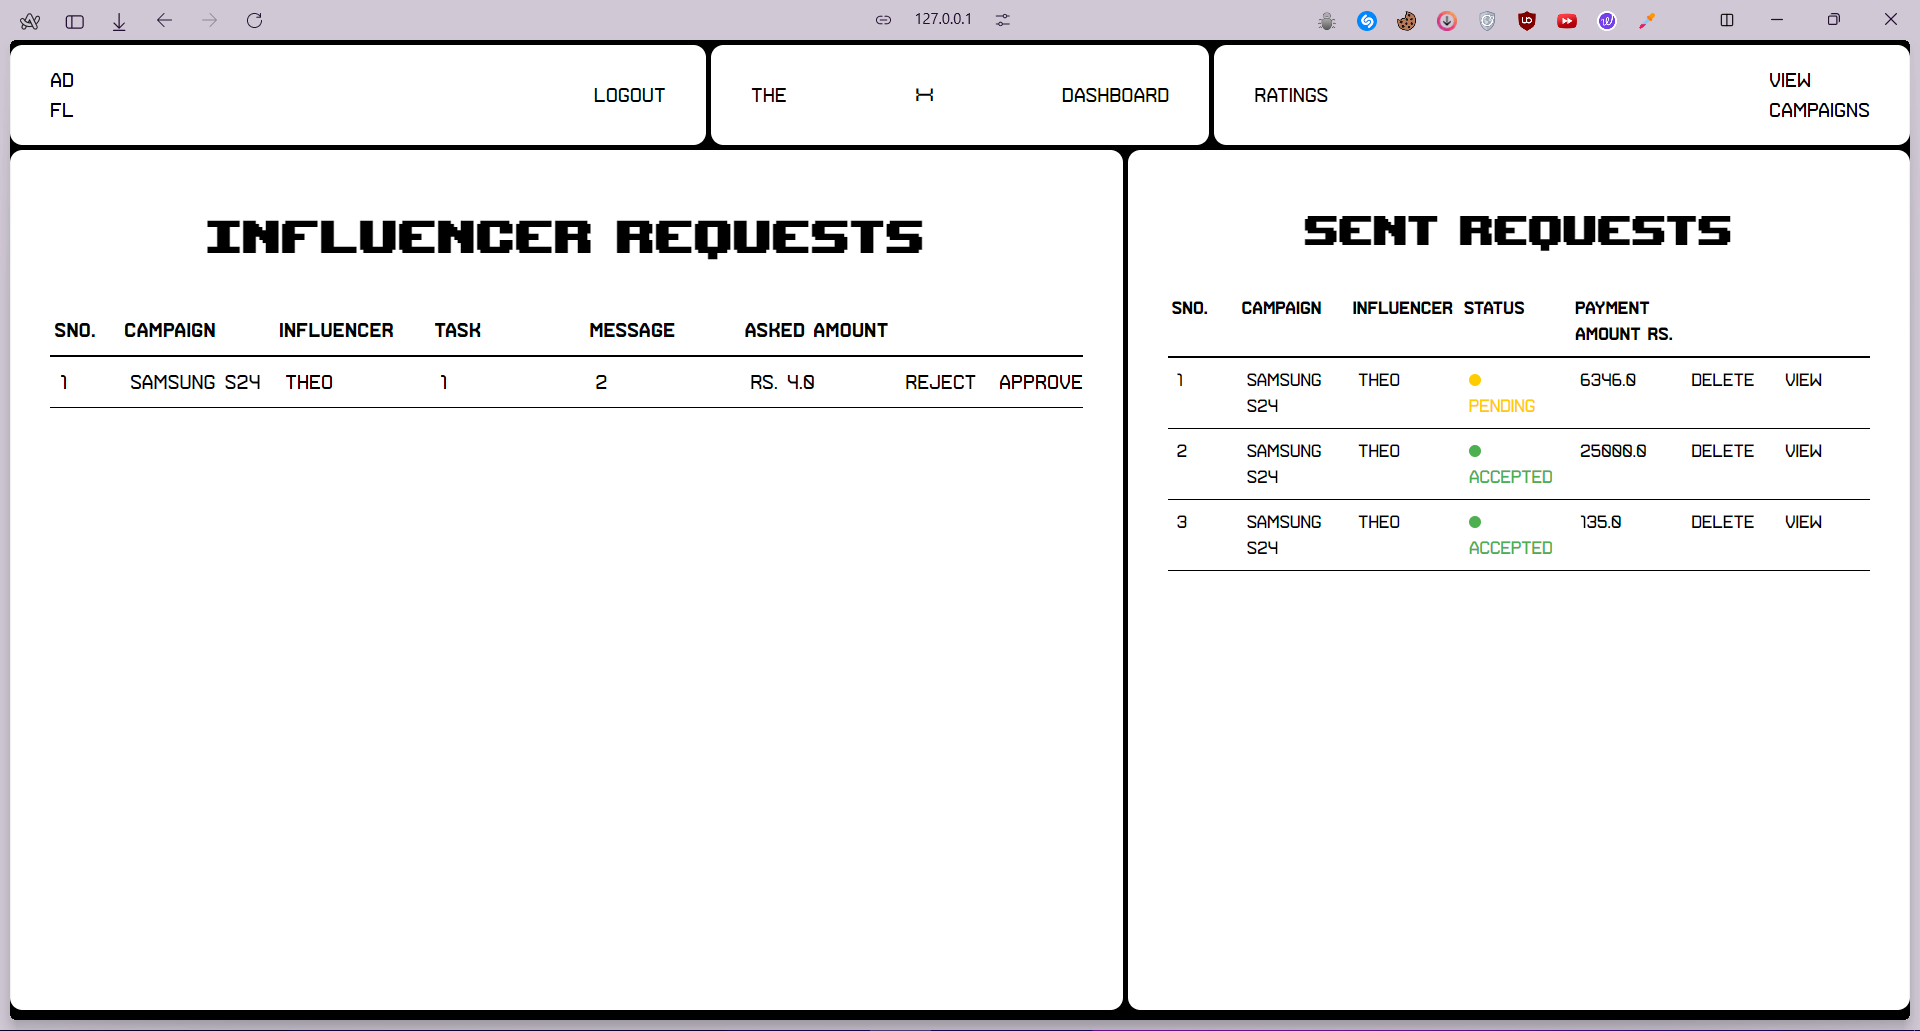 127.0.0.1
AD
FL
LOGOUT
THE
DASHBOARD
RATINGS
VIEW
CAMPAIGNS
INFLUENCER REQUESTS
SNO. CAMPAIGN INFLUENCER TASK MESSAGE ASKED AMOUNT
1 SAMSUNG S24 THEO 1 2 RS. 4.0 REJECT APPROVE
SENT REQUESTS
SNO. CAMPAIGN INFLUENCER STATUS PAYMENT
AMOUNT RS.
1 SAMSUNG THEO 6346.0 DELETE VIEW
S24 PENDING
2 SAMSUNG THEO 25000.0 DELETE VIEW
S24 ACCEPTED
3 SAMSUNG THEO 135.0 DELETE VIEW
S24 ACCEPTED